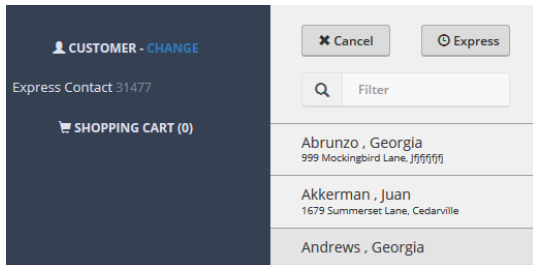 CUSTOMER - CHANGE
Express Contact 31477
SHOPPING CART (0)
Cancel
Express
Filter
Abrunzo , Georgia
999 Mockingbird Lane, Jfjfjfjfj
Akkerman , Juan
1679 Summerset Lane, Cedarville
Andrews , Georgia